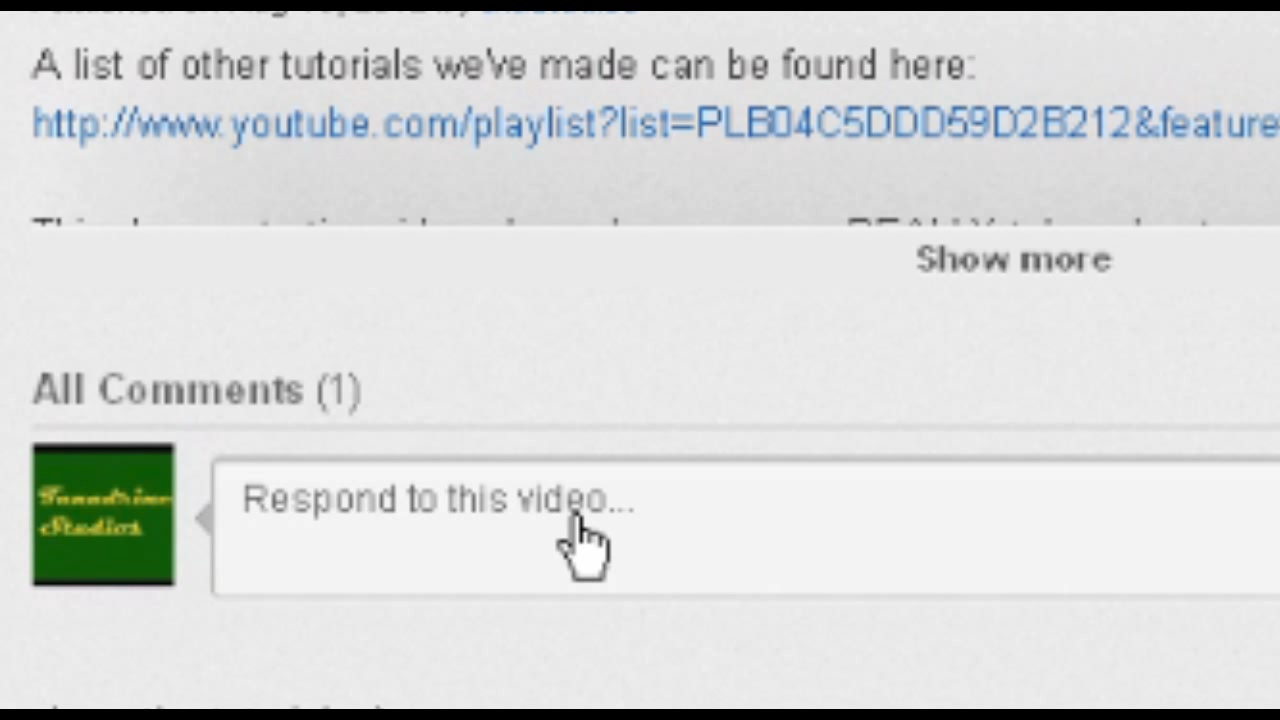 A list of other tutorials we've made can be found here:
http://www.youtube.com/playlist?list=PLB04C5DDD59D2B212&feature
Show more
All Comments (1)
Studios
Respond to this video...